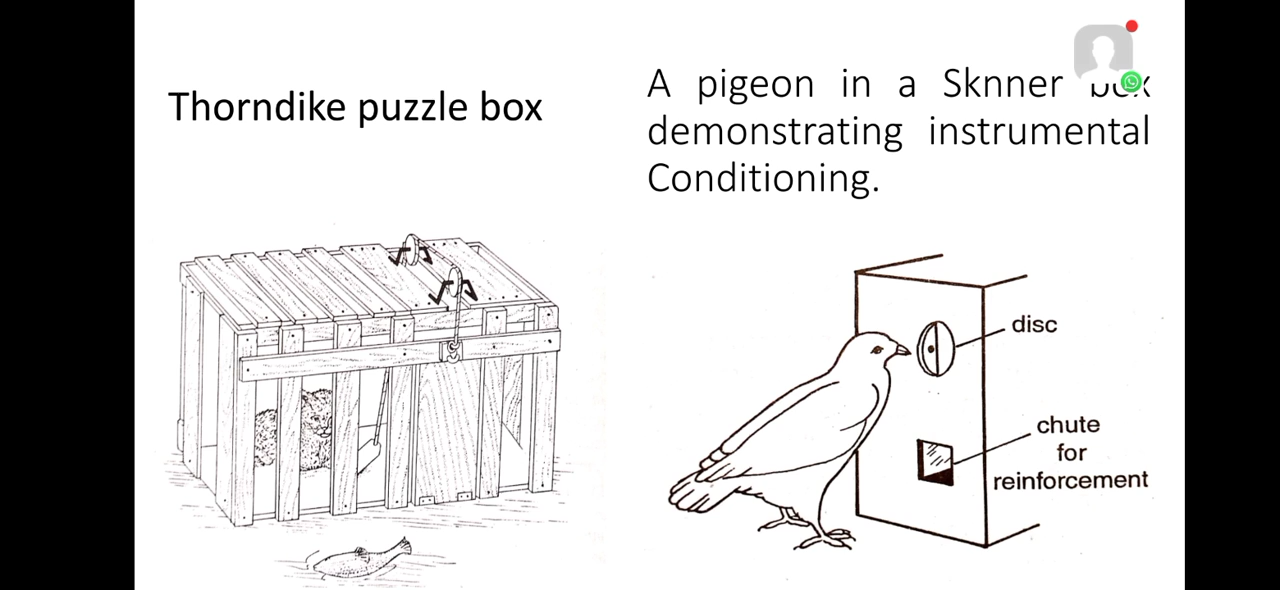 Thorndike puzzle box
A pigeon in a Sknner
demonstrating instrumental
Conditioning.
disc
chute
for
reinforcement